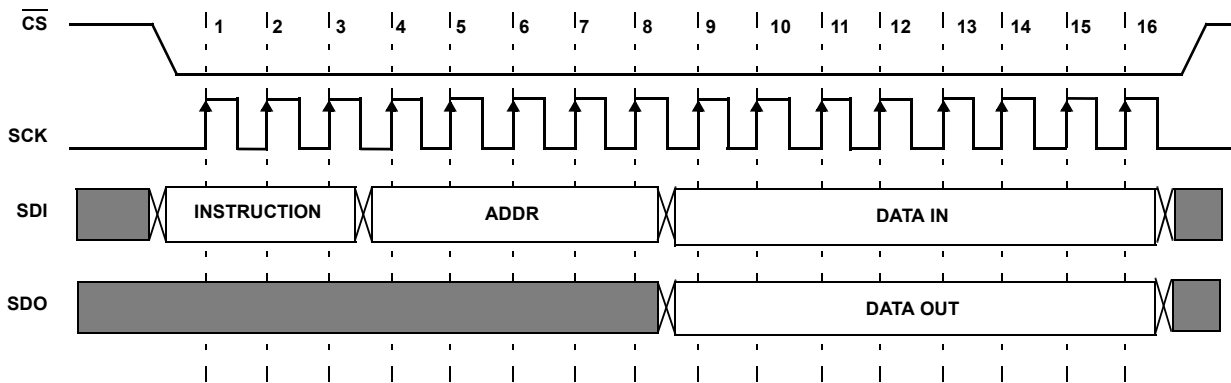 CS
1 2 3 4 5 6 7 8 9 10 11 12 13 14 15 16
SCK
SDI
INSTRUCTION
ADDR
DATA IN
SDO
DATA OUT